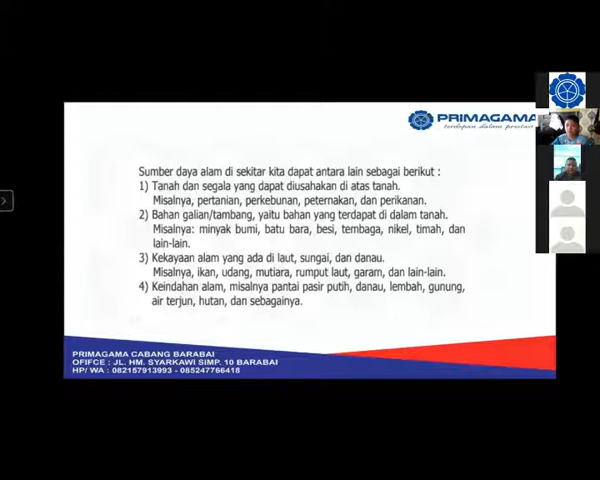 PRIMAGAMA
terdepan dalam prestasi
Sumber daya alam di sekitar kita dapat antara lain sebagai berikut :
1) Tanah dan segala yang dapat diusahakan di atas tanah.
Misalnya, pertanian, perkebunan, peternakan, dan perikanan.
2) Bahan galian/tambang, yaitu bahan yang terdapat di dalam tanah.
Misalnya: minyak bumi, batu bara, besi, tembaga, nikel, timah, dan
lain-lain.
3) Kekayaan alam yang ada di laut, sungai, dan danau.
Misalnya, ikan, udang, mutiara, rumput laut, garam, dan lain-lain.
4) Keindahan alam, misalnya pantai pasir putih, danau, lembah, gunung,
air terjun, hutan, dan sebagainya.
PRIMAGAMA CABANG BARABAI
OFIFCE : JL. HM. SYARKAWI SIMP. 10 BARABAI
HP/ WA : 082157913993 - 085247766418